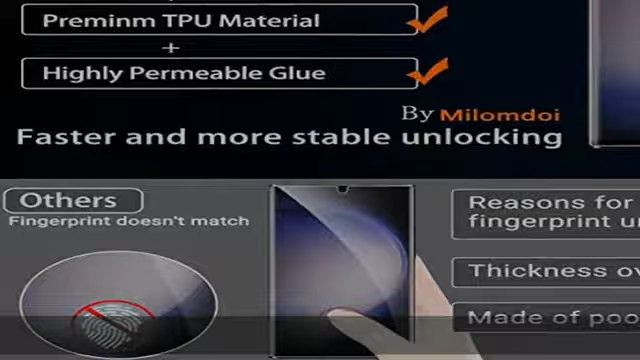 Preminm TPU Material
+
Highly Permeable Glue
By Milomdoi
Faster and more stable unlocking
Others
Fingerprint doesn't match
Reasons for
fingerprint
Thickness
Made of